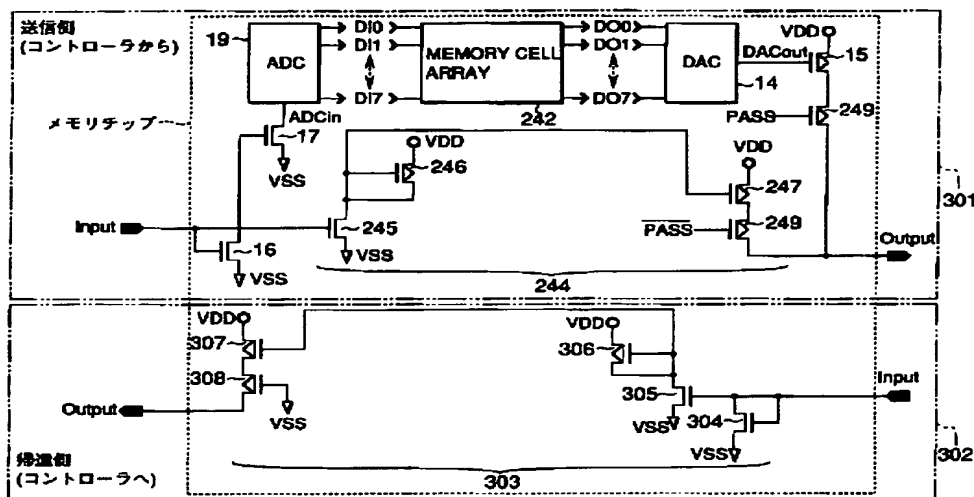 送信側
(コントローラから)
19
ADC
DI0
DI1
DI7
MEMORY CELL
ARRAY
242
DO0
DO1
DO7
DAC
14
DACout
VDD
15
メモリチップ
ADCin
17
VSS
PASS
249
VDD
246
VDD
247
301
Input
245
VSS
PASS
249
Output
16
VSS
244
VDD
307
VDD
306
308
305
Input
Output
VSS
VSS
304
VSS
帰還側
(コントローラへ)
303
302